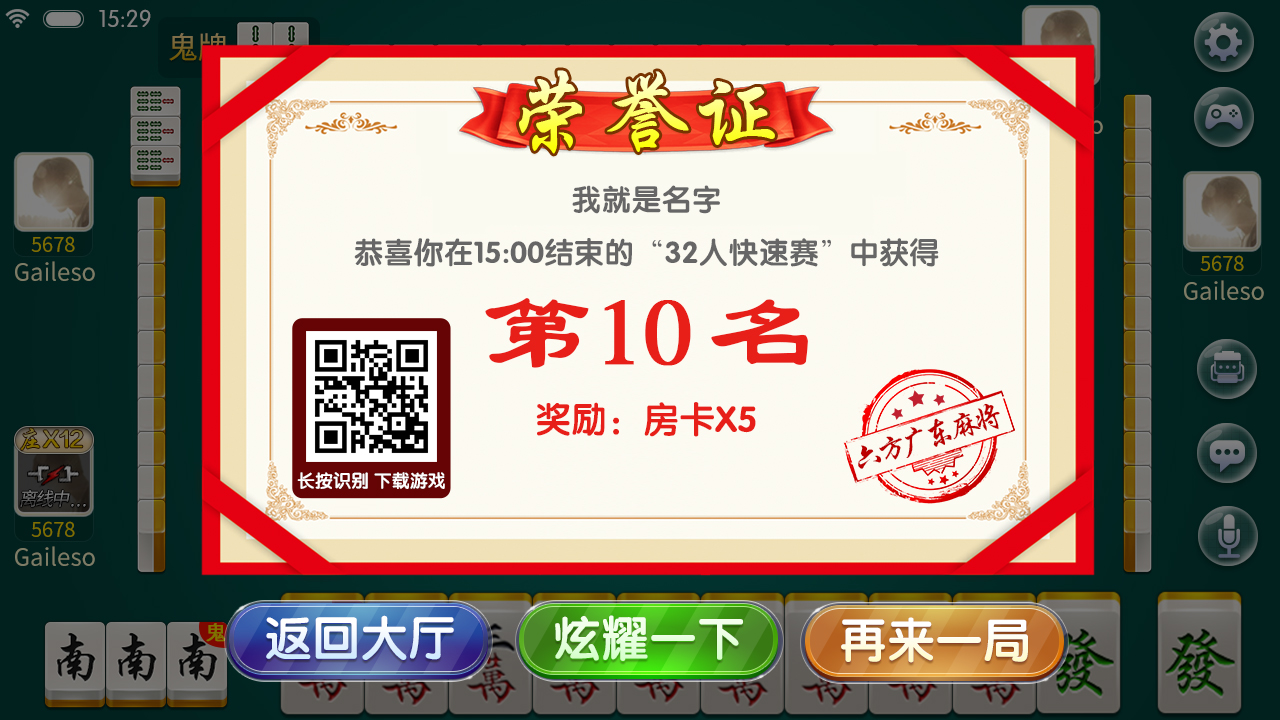 15:29
鬼牌
荣誉证
我就是名字
恭喜你在15:00结束的“32人快速赛”中获得
第10名
奖励：房卡X5
长按识别 下载游戏
六方广东麻将
5678
Gaileso
5678
Gaileso
庄X12
离线中...
5678
Gaileso
返回大厅
炫耀一下
再来一局
南
南
南
鬼
發
發